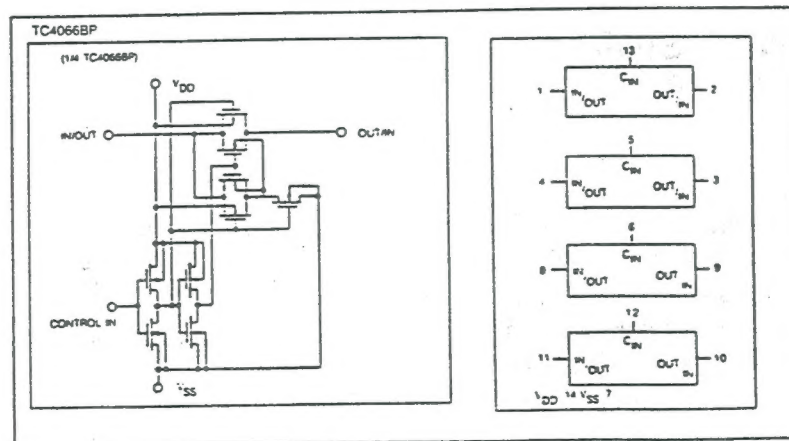 TC4066BP
(1/4 TC4066BP)
VDD
IN/OUT
OUT/IN
CONTROL IN
VSS
13
CIN
1
IN/OUT
OUT/IN
2
5
CIN
4
IN/OUT
OUT/IN
3
6
CIN
8
IN/OUT
OUT IN
9
12
CIN
11
IN/OUT
OUT/IN
10
VDD 14 VSS 7